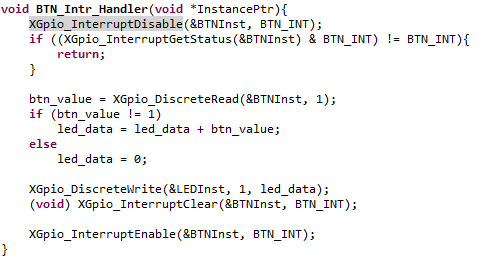 void BTN_Intr_Handler(void *InstancePtr){
    XGpio_InterruptDisable(&BTNInst, BTN_INT);
    if ((XGpio_InterruptGetStatus(&BTNInst) & BTN_INT) != BTN_INT){
        return;
    }
    btn_value = XGpio_DiscreteRead(&BTNInst, 1);
    if (btn_value != 1)
        led_data = led_data + btn_value;
    else
        led_data = 0;
    XGpio_DiscreteWrite(&LEDInst, 1, led_data);
    (void) XGpio_InterruptClear(&BTNInst, BTN_INT);
    XGpio_InterruptEnable(&BTNInst, BTN_INT);
}